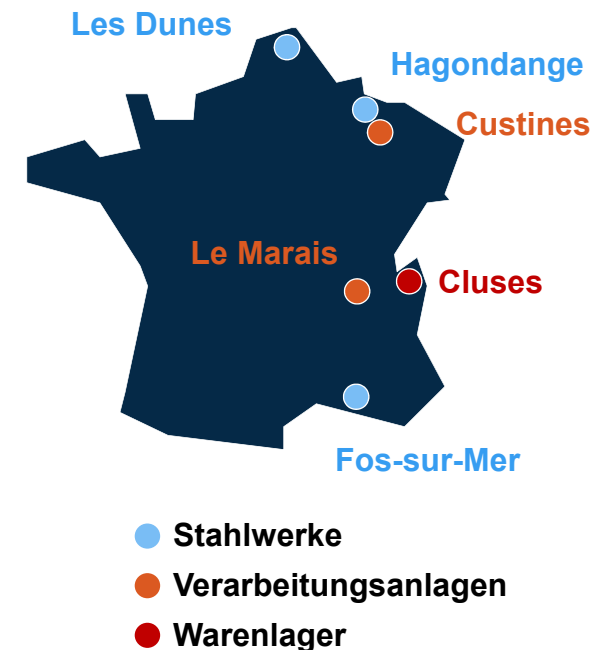 Les Dunes
Hagondange
Custines
Le Marais
Cluses
Fos-sur-Mer
Stahlwerke
Verarbeitungsanlagen
Warenlager